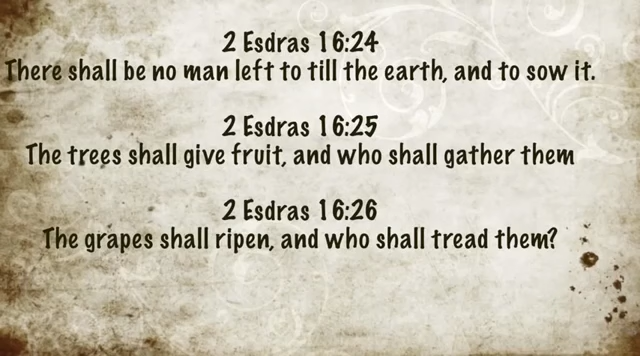 2 Esdras 16:24
There shall be no man left to till the earth, and to sow it.
2 Esdras 16:25
The trees shall give fruit, and who shall gather them
2 Esdras 16:26
The grapes shall ripen, and who shall tread them?